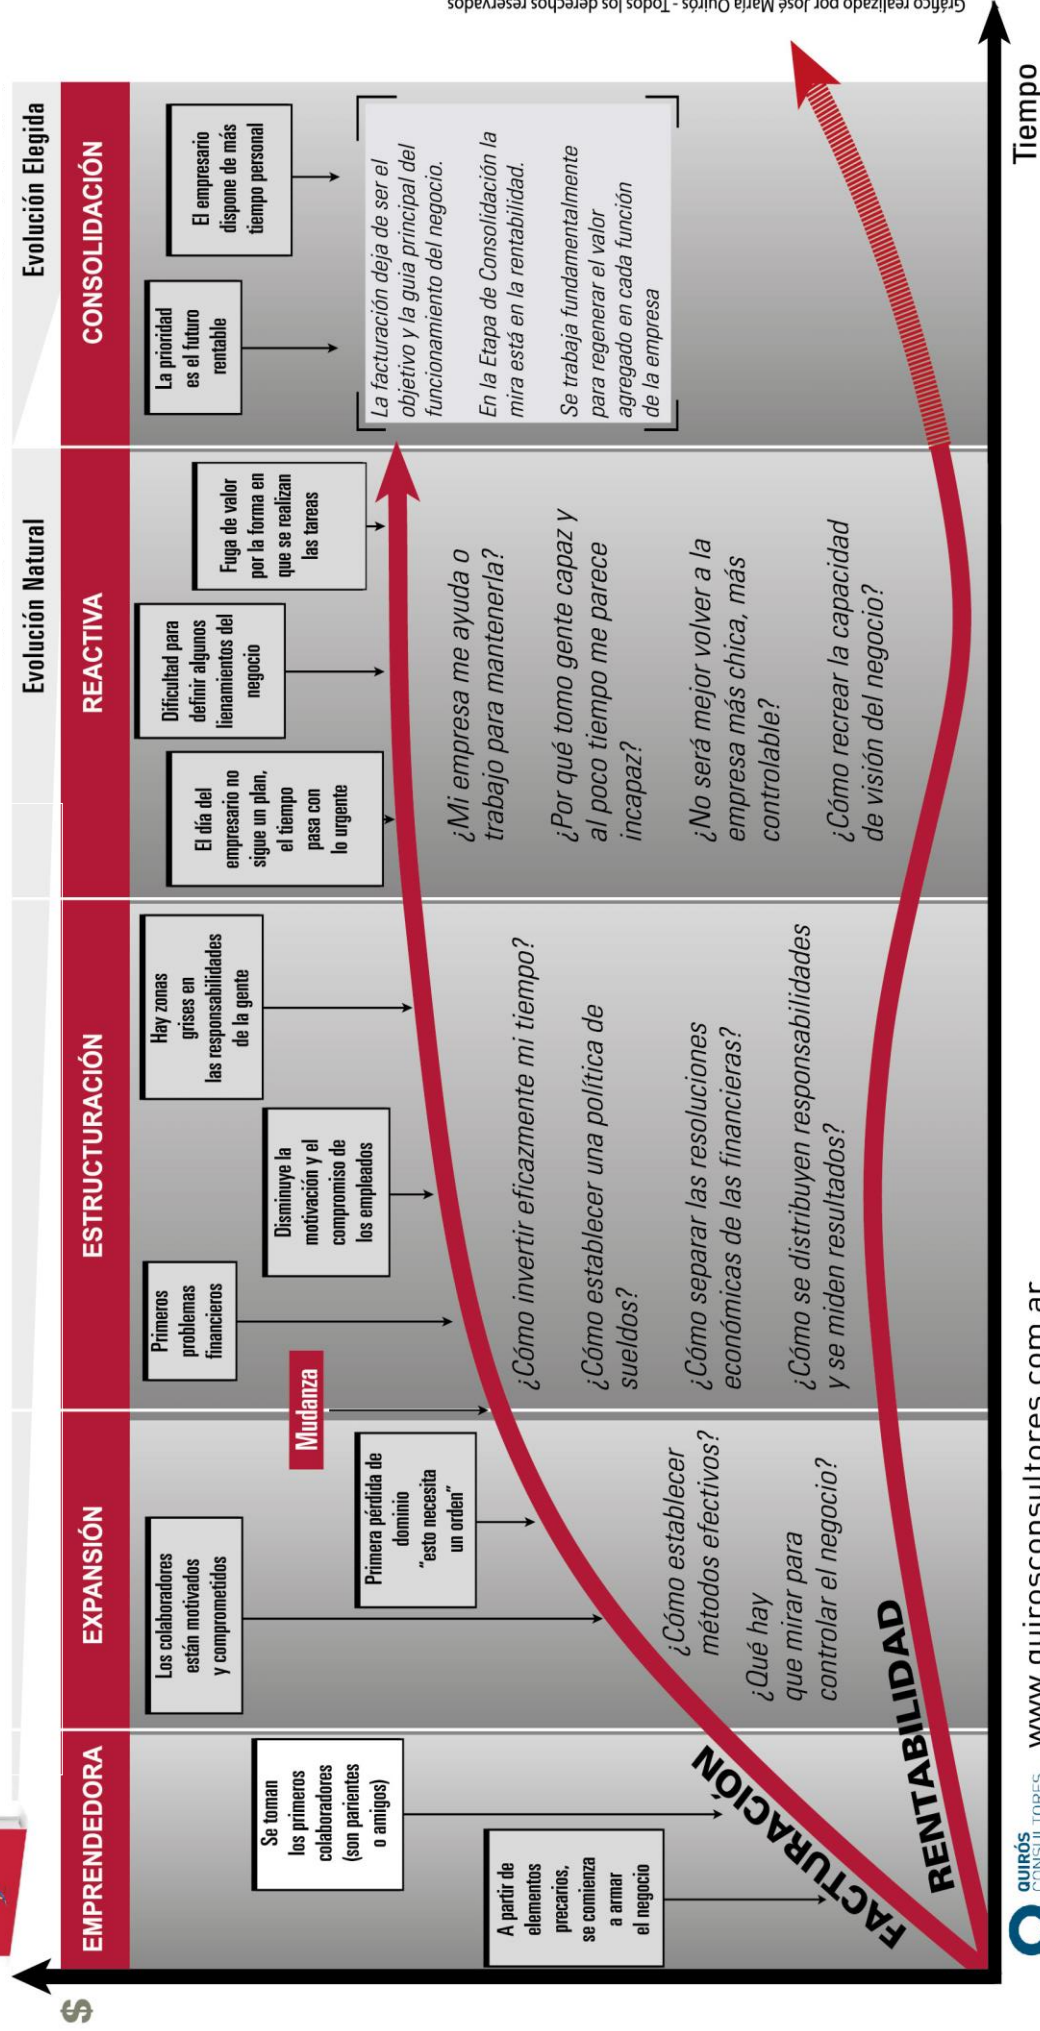 $
Evolución Natural
Evolución Elegida
EMPRENDEDORA
EXPANSIÓN
ESTRUCTURACIÓN
REACTIVA
CONSOLIDACIÓN
A partir de
elementos
precarios,
se comienza
a armar
el negocio
Se toman
los primeros
colaboradores
(son parientes
o amigos)
Los colaboradores
están motivados
y comprometidos
Primera pérdida de
dominio
“esto necesita
un orden”
Mudanza
Primeros
problemas
financieros
Disminuye la
motivación y el
compromiso de
los empleados
Hay zonas
grises en
las responsabilidades
de la gente
El día del
empresario no
sigue un plan,
el tiempo
pasa con
lo urgente
Dificultad para
definir algunos
lienamientos del
negocio
Fuga de valor
por la forma en
que se realizan
las tareas
La prioridad
es el futuro
rentable
El empresario
dispone de más
tiempo personal
¿Cómo establecer
métodos efectivos?
¿Qué hay
que mirar para
controlar el negocio?
¿Cómo invertir eficazmente mi tiempo?
¿Cómo establecer una política de
sueldos?
¿Cómo separar las resoluciones
económicas de las financieras?
¿Cómo se distribuyen responsabilidades
y se miden resultados?
¿Mi empresa me ayuda o
trabajo para mantenerla?
¿Por qué tomo gente capaz y
al poco tiempo me parece
incapaz?
¿No será mejor volver a la
empresa más chica, más
controlable?
¿Cómo recrear la capacidad
de visión del negocio?
La facturación deja de ser el
objetivo y la guía principal del
funcionamiento del negocio.
En la Etapa de Consolidación la
mira está en la rentabilidad.
Se trabaja fundamentalmente
para regenerar el valor
agregado en cada función
de la empresa
FACTURACIÓN
RENTABILIDAD
Tiempo
QUIRÓS
CONSULTORES
www.quirosconsultores.com.ar
Gráfico realizado por José María Quirós - Todos los derechos reservados